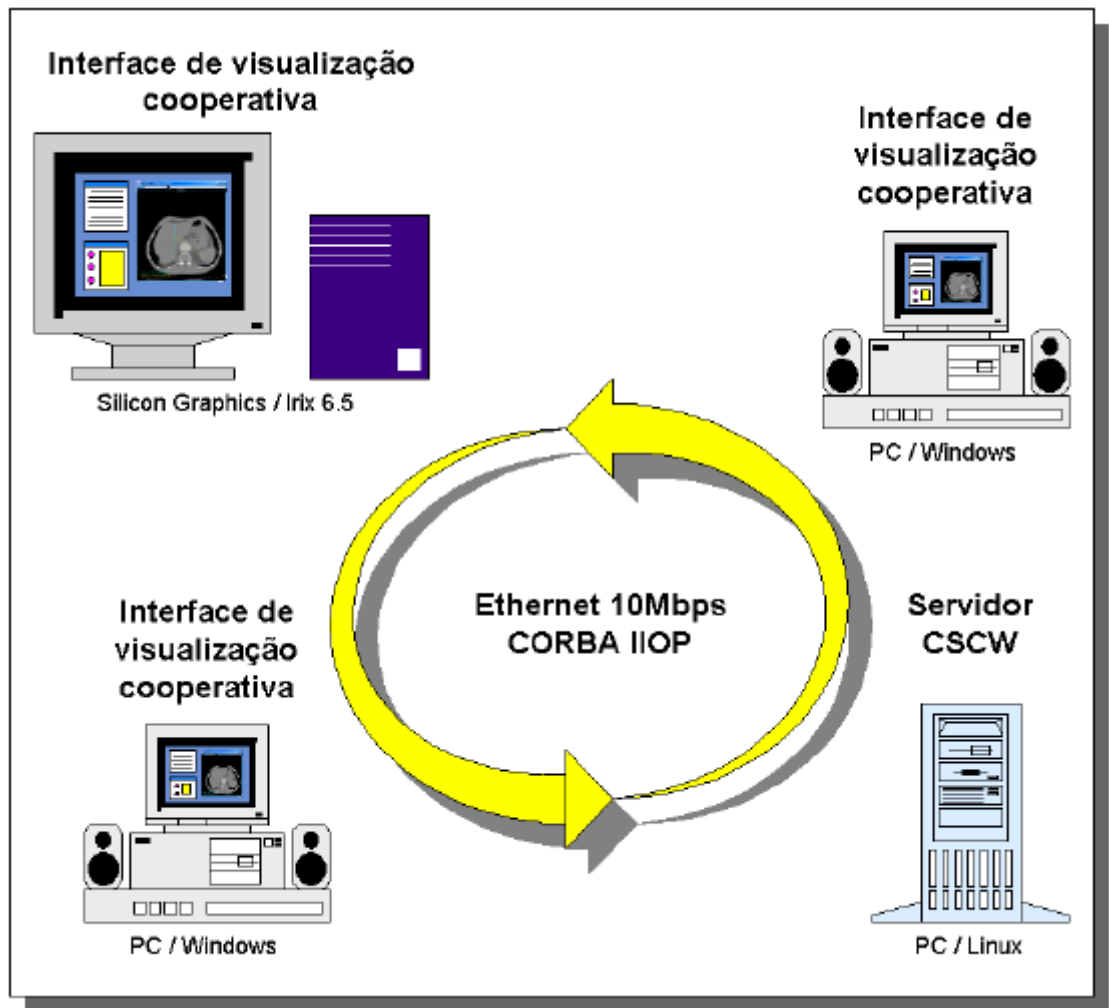 Interface de visualização
cooperativa
Silicon Graphics / Irix 6.5
Interface de
visualização
cooperativa
PC / Windows
Ethernet 10Mbps
CORBA IIOP
Interface de
visualização
cooperativa
PC / Windows
Servidor
CSCW
PC / Linux